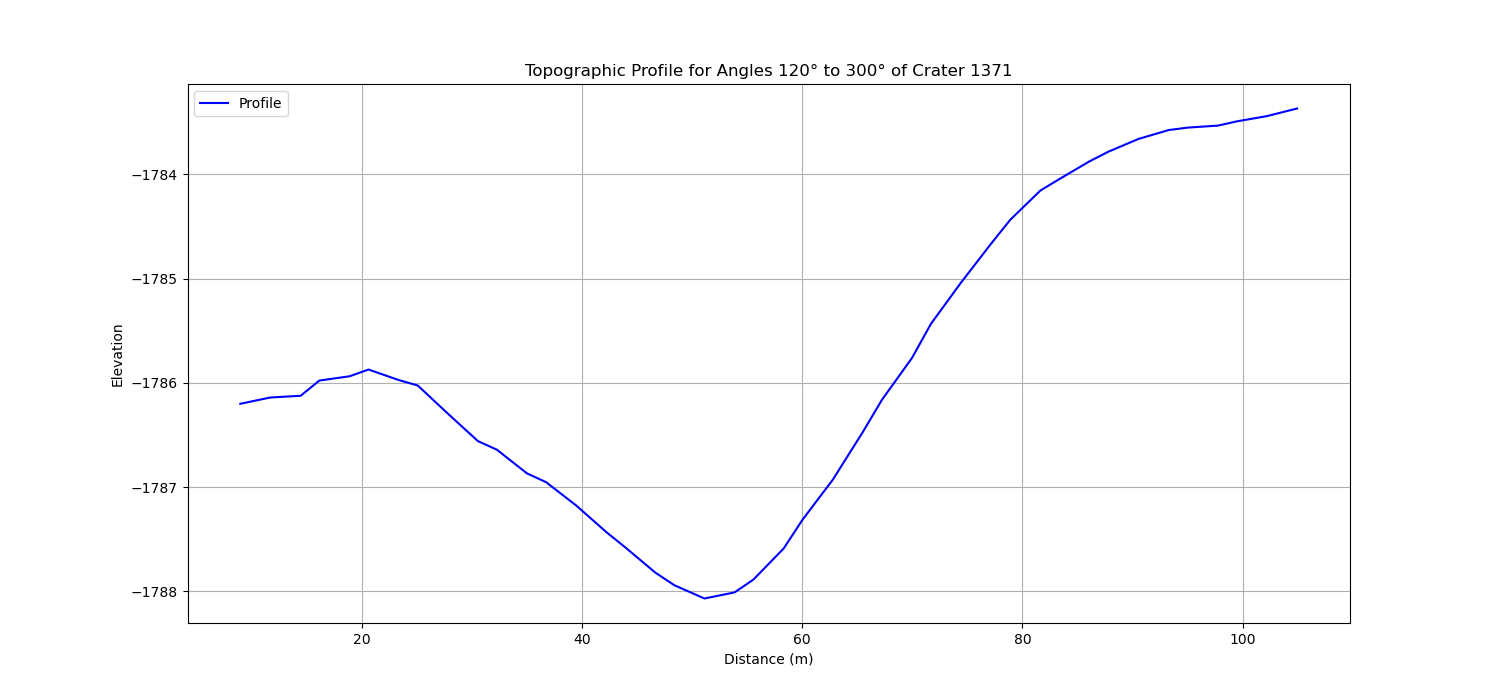 Topographic Profile for Angles 120° to 300° of Crater 1371
Profile
−1784
−1785
−1786
−1787
−1788
Elevation
20 40 60 80 100
Distance (m)